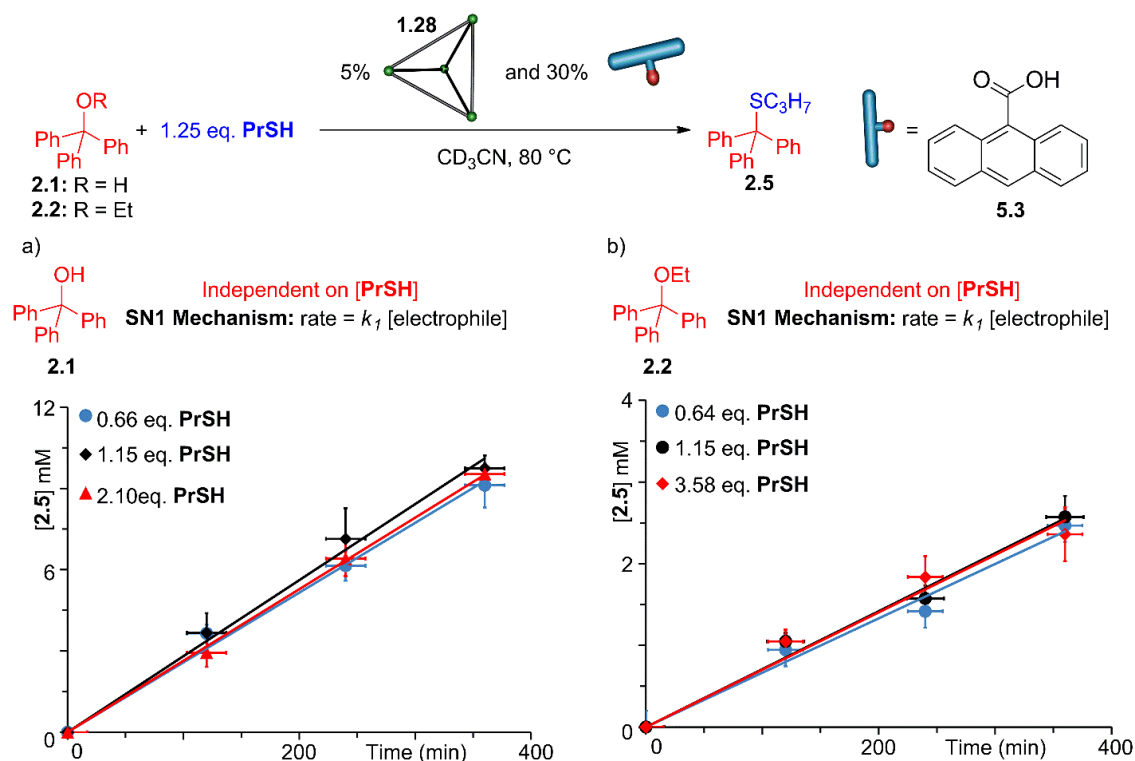 1.28
5%
and 30%
OR
Ph
Ph
Ph
+ 1.25 eq. PrSH
CD3CN, 80 °C
SC3H7
Ph
Ph
Ph
2.5
=
O
OH
5.3
2.1: R = H
2.2: R = Et
a)
OH
Ph
Ph
Ph
2.1
Independent on [PrSH]
SN1 Mechanism: rate = k1 [electrophile]
12
6
0
[2.5] mM
0.66 eq. PrSH
1.15 eq. PrSH
2.10eq. PrSH
0
200
Time (min)
400
b)
OEt
Ph
Ph
Ph
2.2
Independent on [PrSH]
SN1 Mechanism: rate = k1 [electrophile]
4
2
0
[2.5] mM
0.64 eq. PrSH
1.15 eq. PrSH
3.58 eq. PrSH
0
200
Time (min)
400